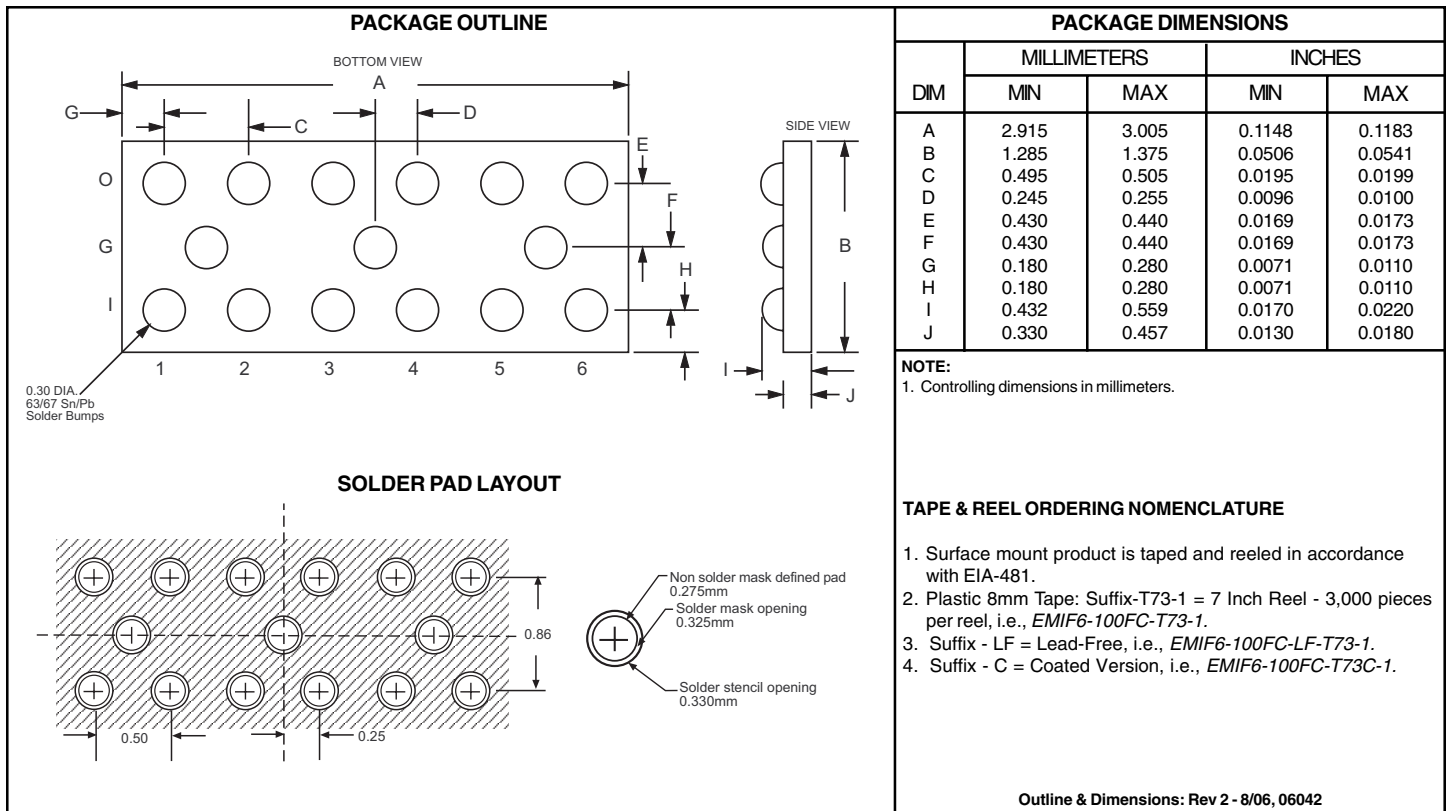 PACKAGE OUTLINE
BOTTOM VIEW
A
G
C
D
SIDE VIEW
E
O
F
G
B
H
I
1 2 3 4 5 6
I
J
0.30 DIA.
63/67 Sn/Pb
Solder Bumps
SOLDER PAD LAYOUT
Non solder mask defined pad
0.275mm
Solder mask opening
0.325mm
0.86
Solder stencil opening
0.330mm
0.50
0.25
PACKAGE DIMENSIONS
MILLIMETERS INCHES
DIM MIN MAX MIN MAX
A 2.915 3.005 0.1148 0.1183
B 1.285 1.375 0.0506 0.0541
C 0.495 0.505 0.0195 0.0199
D 0.245 0.255 0.0096 0.0100
E 0.430 0.440 0.0169 0.0173
F 0.430 0.440 0.0169 0.0173
G 0.180 0.280 0.0071 0.0110
H 0.180 0.280 0.0071 0.0110
I 0.432 0.559 0.0170 0.0220
J 0.330 0.457 0.0130 0.0180
NOTE:
1. Controlling dimensions in millimeters.
TAPE & REEL ORDERING NOMENCLATURE
1. Surface mount product is taped and reeled in accordance
with EIA-481.
2. Plastic 8mm Tape: Suffix-T73-1 = 7 Inch Reel - 3,000 pieces
per reel, i.e., EMIF6-100FC-T73-1.
3. Suffix - LF = Lead-Free, i.e., EMIF6-100FC-LF-T73-1.
4. Suffix - C = Coated Version, i.e., EMIF6-100FC-T73C-1.
Outline & Dimensions: Rev 2 - 8/06, 06042